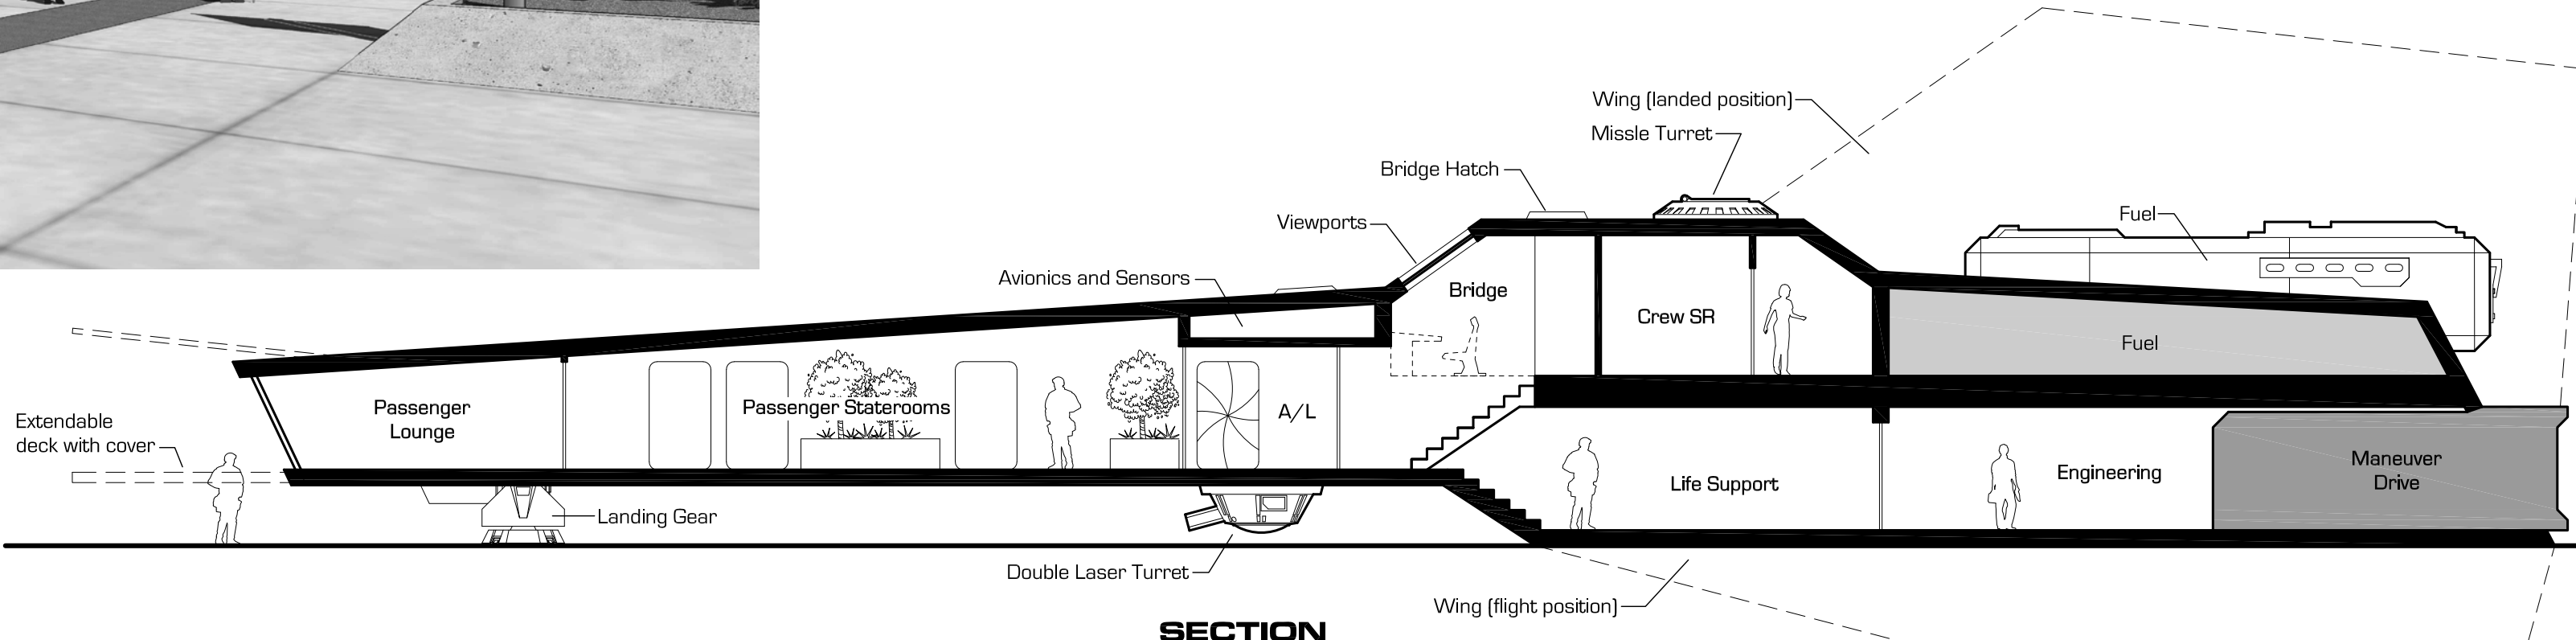 Wing (landed position)
Missle Turret
Bridge Hatch
Viewports
Fuel
Avionics and Sensors
Bridge
Crew SR
Fuel
Passenger
Lounge
Passenger Staterooms
A/L
Extendable
deck with cover
Life Support
Engineering
Maneuver
Drive
Landing Gear
Double Laser Turret
Wing (flight position)
SECTION